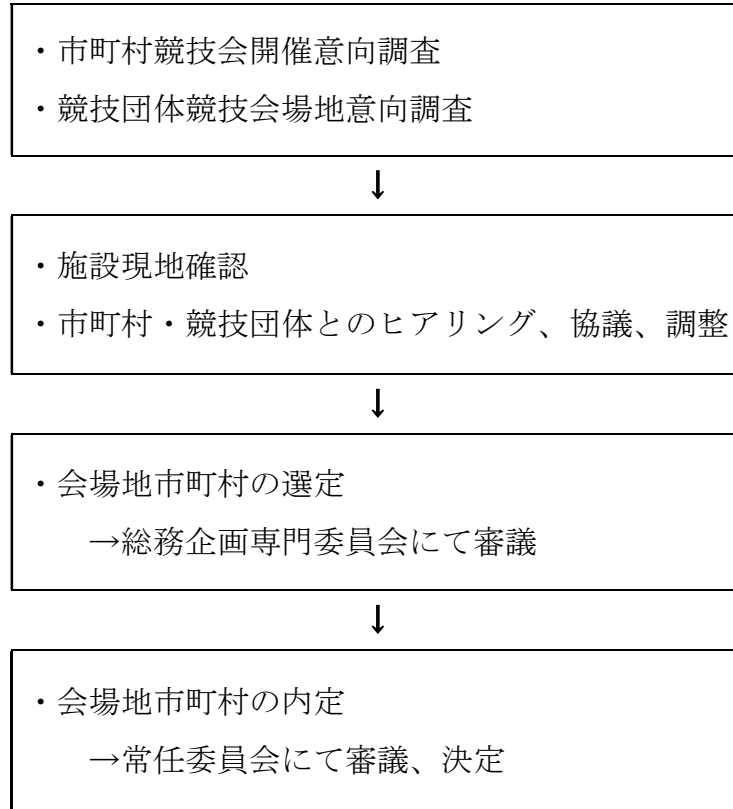 ・市町村競技会開催意向調査
・競技団体競技会場地意向調査
↓
・施設現地確認
・市町村・競技団体とのヒアリング、協議、調整
↓
・会場地市町村の選定
→総務企画専門委員会にて審議
↓
・会場地市町村の内定
→常任委員会にて審議、決定